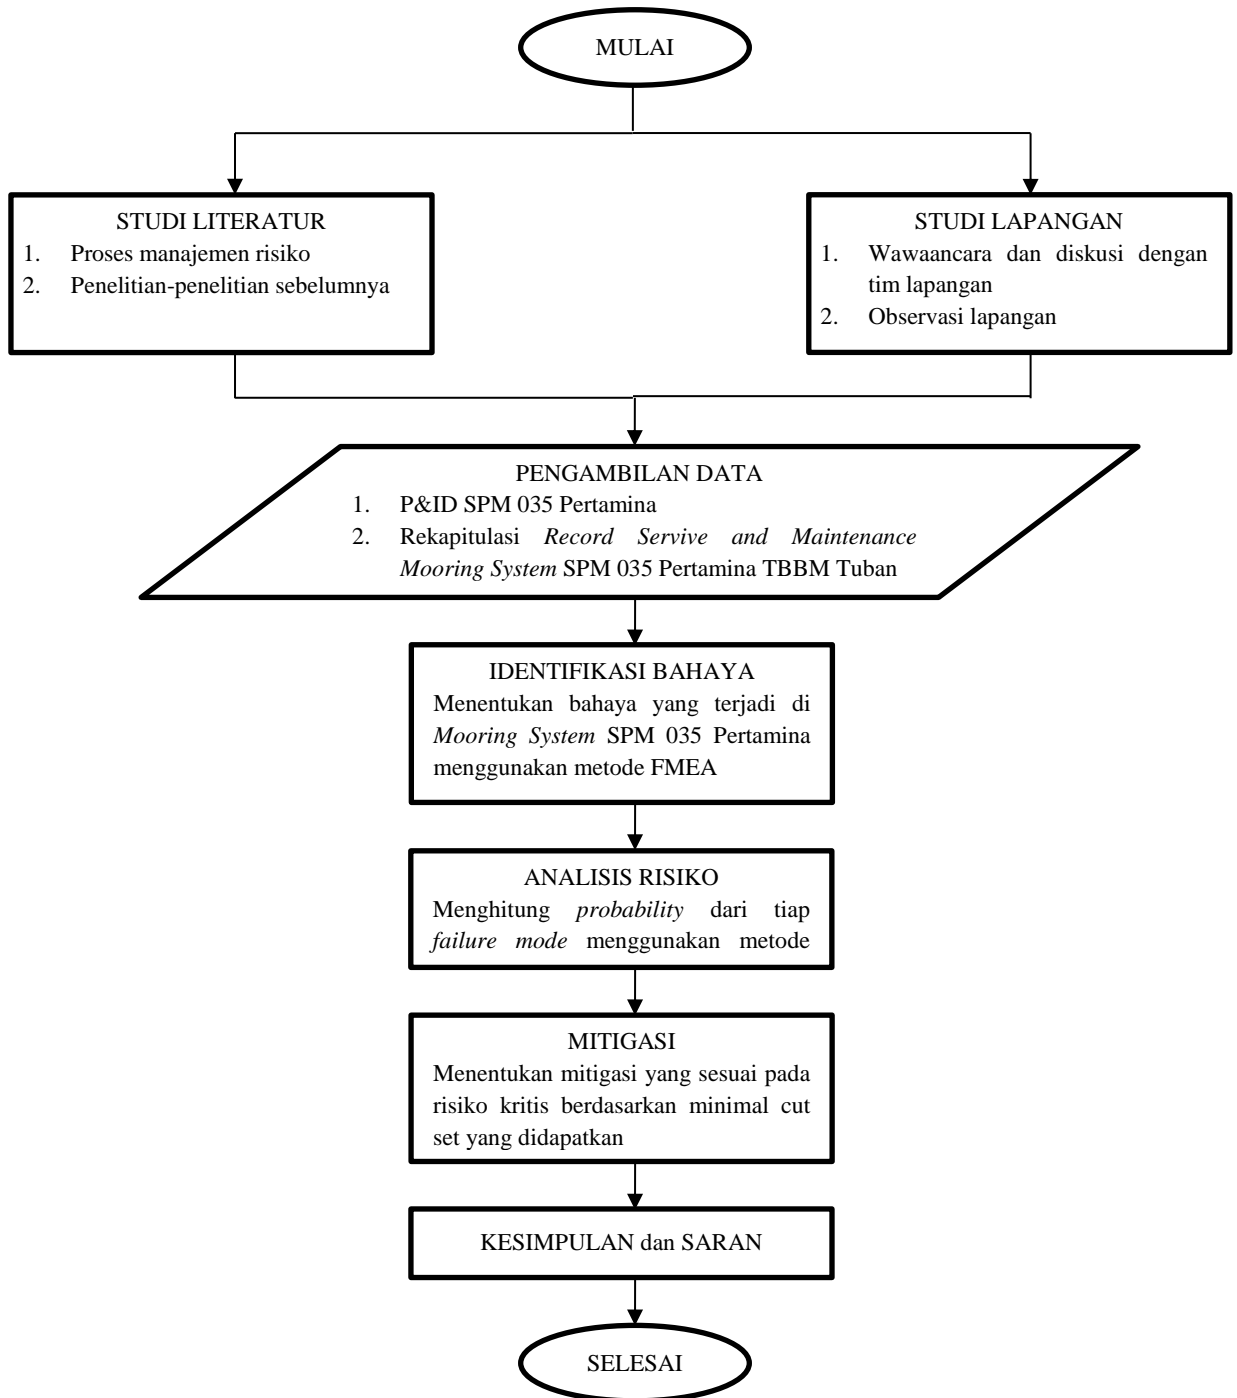 MULAI
STUDI LITERATUR
1. Proses manajemen risiko
2. Penelitian-penelitian sebelumnya
STUDI LAPANGAN
1. Wawaancara dan diskusi dengan
tim lapangan
2. Observasi lapangan
PENGAMBILAN DATA
1. P&ID SPM 035 Pertamina
2. Rekapitulasi Record Servive and Maintenance
Mooring System SPM 035 Pertamina TBBM Tuban
IDENTIFIKASI BAHAYA
Menentukan bahaya yang terjadi di
Mooring System SPM 035 Pertamina
menggunakan metode FMEA
ANALISIS RISIKO
Menghitung probability dari tiap
failure mode menggunakan metode
MITIGASI
Menentukan mitigasi yang sesuai pada
risiko kritis berdasarkan minimal cut
set yang didapatkan
KESIMPULAN dan SARAN
SELESAI